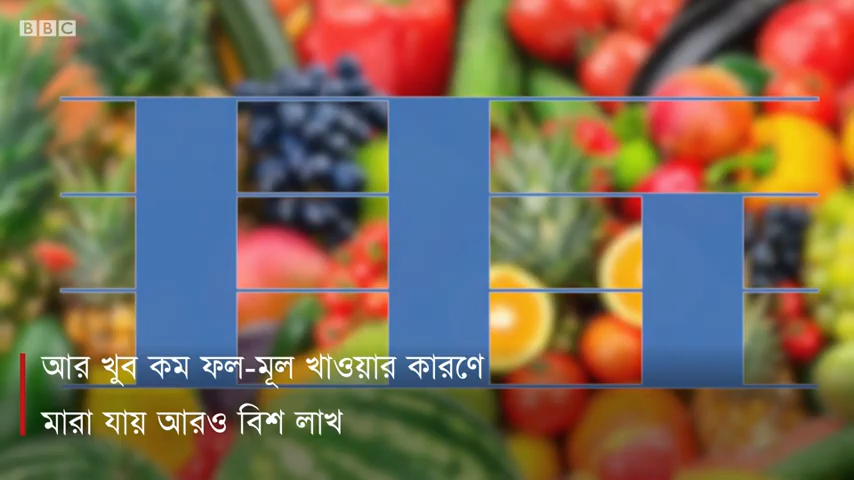 BBC
আর খুব কম ফল-মূল খাওয়ার কারণে
মারা যায় আরও বিশ লাখ